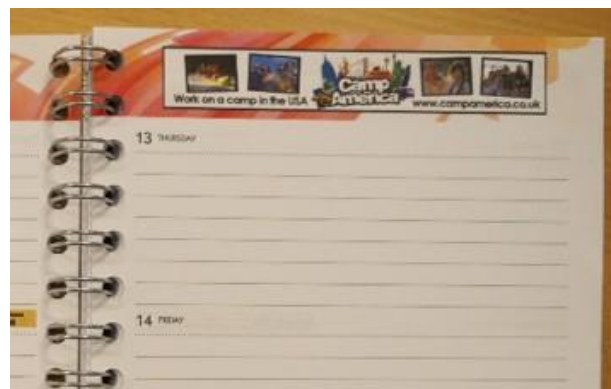 Work on a camp in the USA
Camp
America
www.campamerica.co.uk
13 THURSDAY
14 FRIDAY